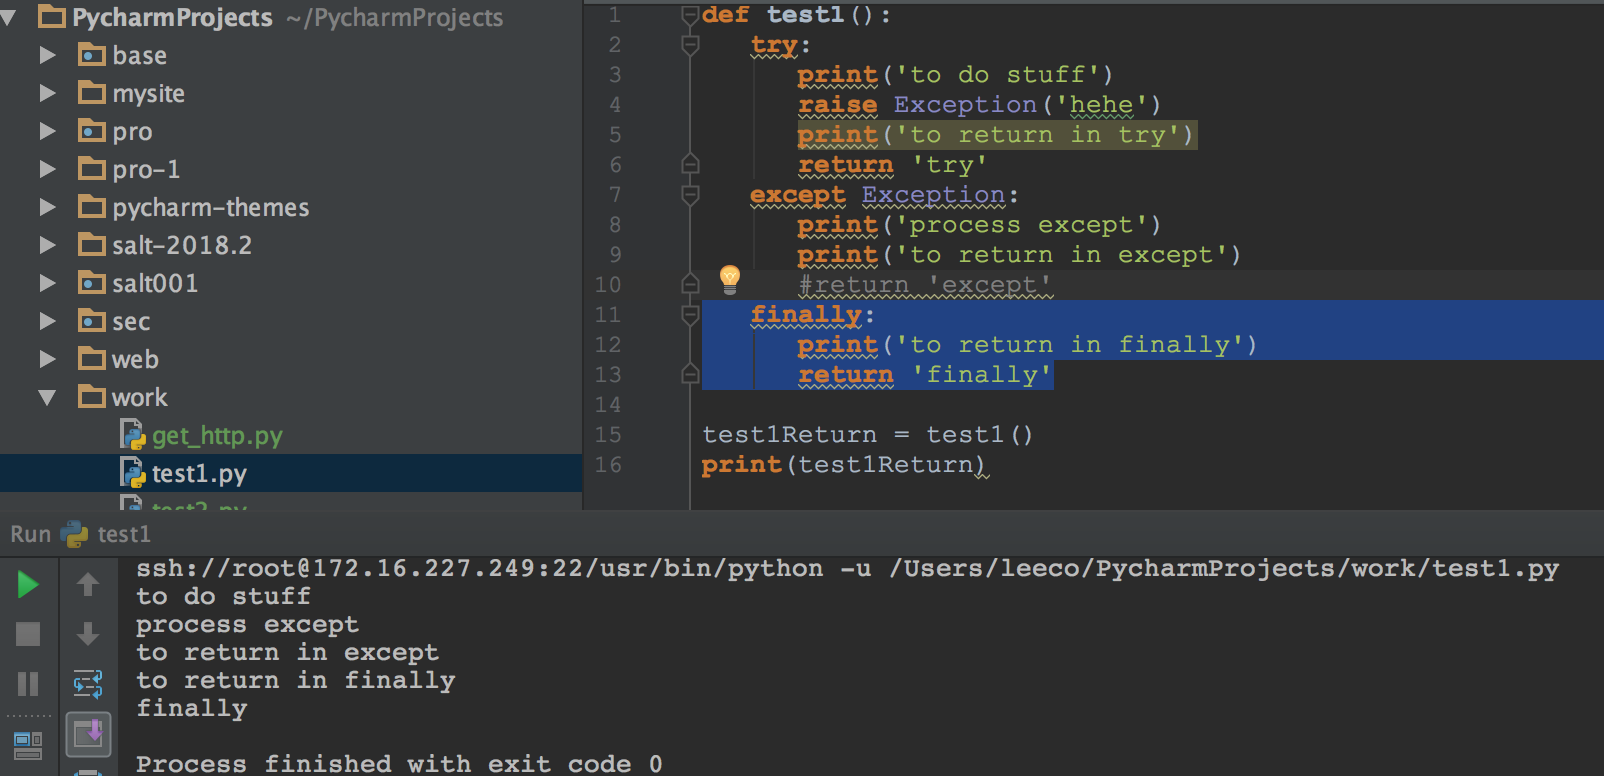 PycharmProjects ~/PycharmProjects
base
mysite
pro
pro-1
pycharm-themes
salt-2018.2
salt001
sec
web
work
get_http.py
test1.py
test2.py
1 def test1():
2 try:
3 print('to do stuff')
4 raise Exception('hehe')
5 print('to return in try')
6 return 'try'
7 except Exception:
8 print('process except')
9 print('to return in except')
10 #return 'except'
11 finally:
12 print('to return in finally')
13 return 'finally'
14
15 test1Return = test1()
16 print(test1Return)
Run test1
ssh://root@172.16.227.249:22/usr/bin/python -u /Users/leeco/PycharmProjects/work/test1.py
to do stuff
process except
to return in except
to return in finally
finally
Process finished with exit code 0